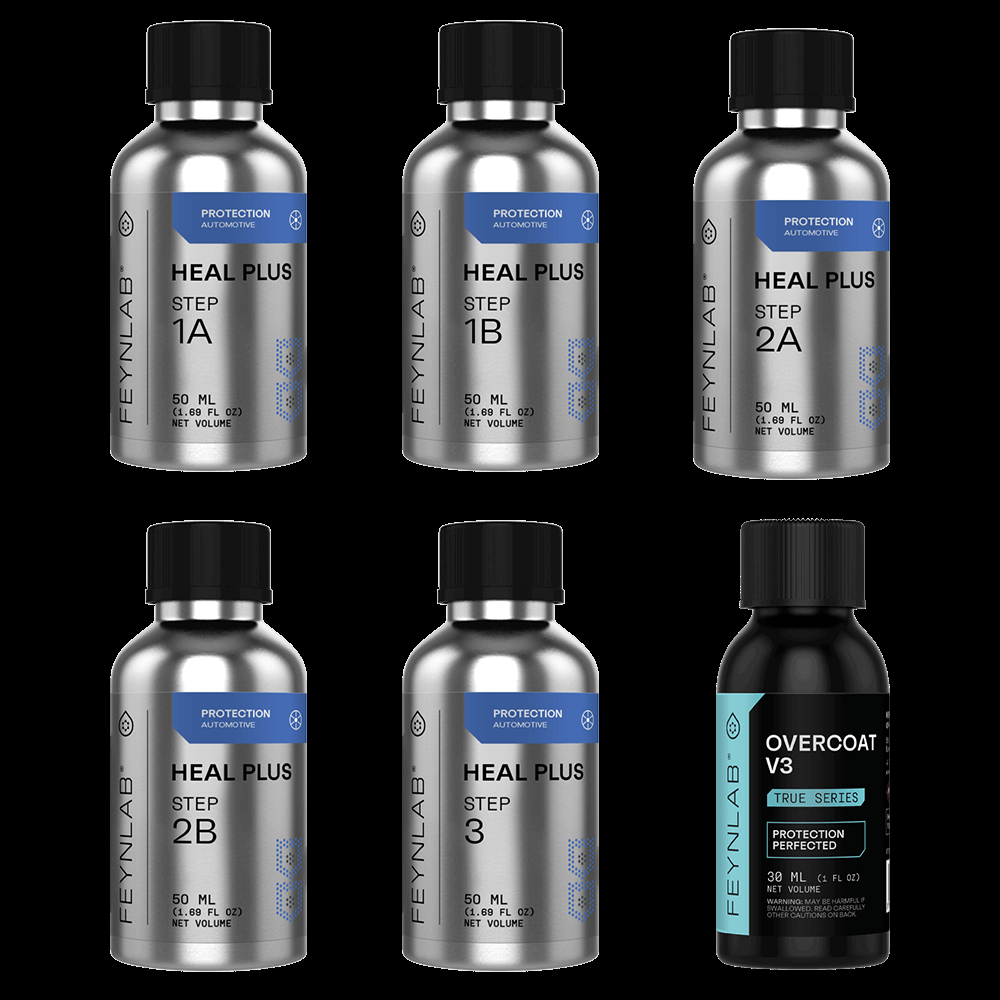 FEYNLAB®
PROTECTION
AUTOMOTIVE
HEAL PLUS
STEP
1A
50 ML
(1.69 FL OZ)
NET VOLUME
FEYNLAB®
PROTECTION
AUTOMOTIVE
HEAL PLUS
STEP
1B
50 ML
(1.69 FL OZ)
NET VOLUME
FEYNLAB®
PROTECTION
AUTOMOTIVE
HEAL PLUS
STEP
2A
50 ML
(1.69 FL OZ)
NET VOLUME
FEYNLAB®
PROTECTION
AUTOMOTIVE
HEAL PLUS
STEP
2B
50 ML
(1.69 FL OZ)
NET VOLUME
FEYNLAB®
PROTECTION
AUTOMOTIVE
HEAL PLUS
STEP
3
50 ML
(1.69 FL OZ)
NET VOLUME
FEYNLAB®
OVERCOAT
V3
TRUE SERIES
PROTECTION
PERFECTED
30 ML (1 FL OZ)
NET VOLUME
WARNING: MAY BE HARMFUL IF
SWALLOWED. READ CAREFULLY
OTHER CAUTIONS ON BACK